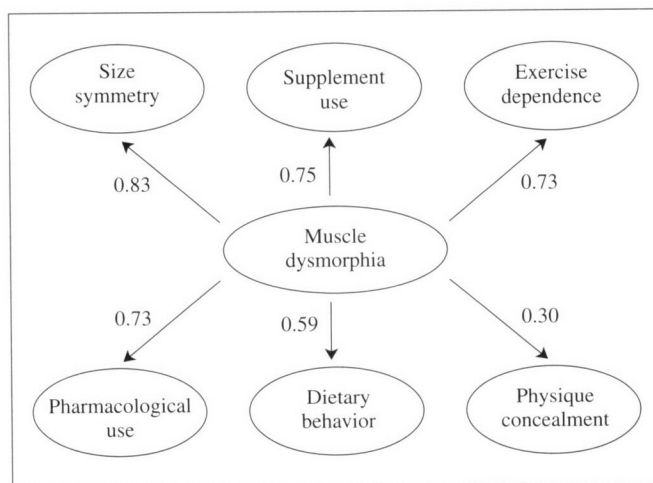 Size
symmetry
Supplement
use
Exercise
dependence
0.83
0.75
0.73
Muscle
dysmorphia
0.73
0.59
0.30
Pharmacological
use
Dietary
behavior
Physique
concealment